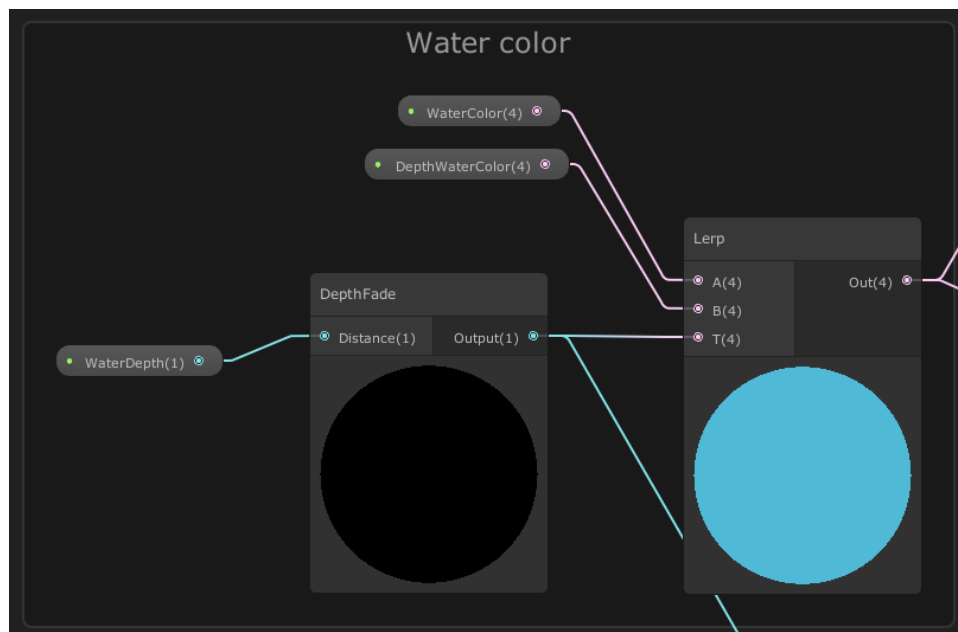 Water color
WaterColor(4)
DepthWaterColor(4)
Lerp
A(4)
Out(4)
B(4)
T(4)
DepthFade
Distance(1)
Output(1)
WaterDepth(1)